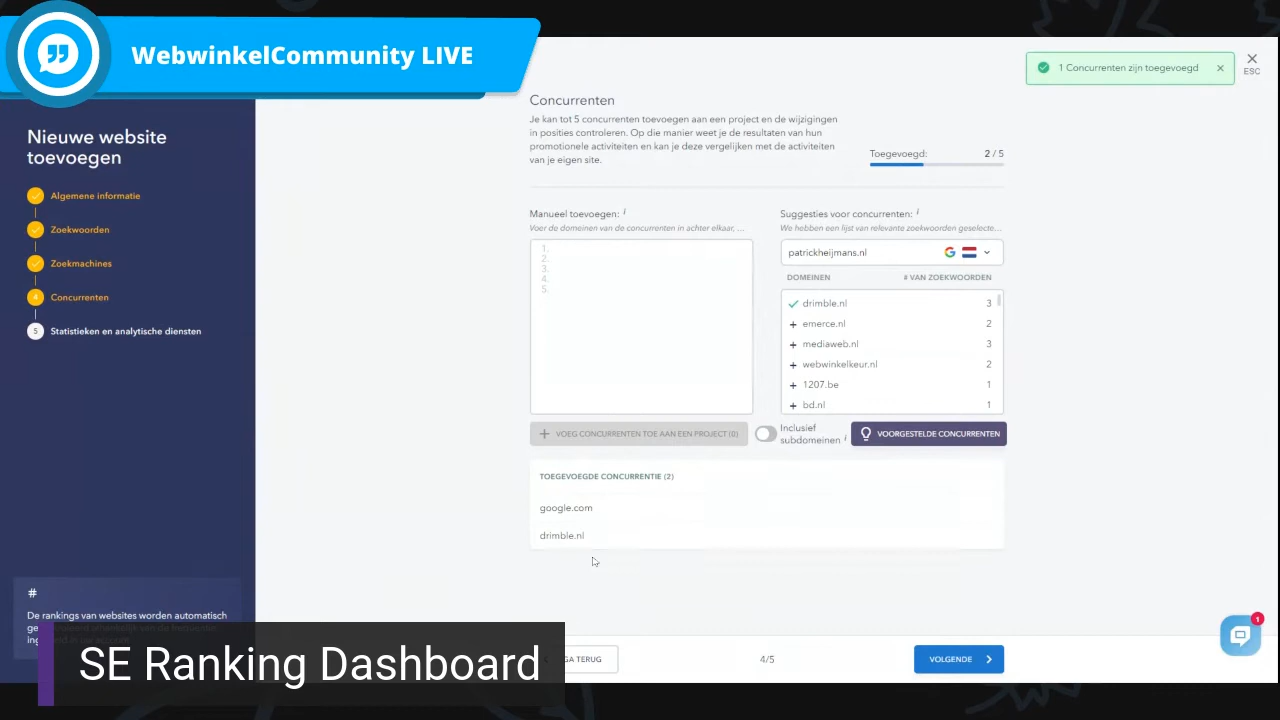 WebwinkelCommunity LIVE
1 Concurrenten zijn toegevoegd
ESC
Nieuwe website
toevoegen
Algemene informatie
Zoekwoorden
Zoekmachines
4 Concurrenten
5 Statistieken en analytische diensten
Concurrenten
Je kan tot 5 concurrenten toevoegen aan een project en de wijzigingen
in posities controleren. Op die manier weet je de resultaten van hun
promotionele activiteiten en kan je deze vergelijken met de activiteiten
van je eigen site.
Toegevoegd: 2 / 5
Manueel toevoegen: i
Voer de domeinen van de concurrenten in achter elkaar, ...
1.
2.
3.
4.
5.
VOEG CONCURRENTEN TOE AAN EEN PROJECT (0)
Suggesties voor concurrenten: i
We hebben een lijst van relevante zoekwoorden geselecte...
patrickheijmans.nl
DOMEINEN # VAN ZOEKWOORDEN
drimble.nl 3
emerce.nl 2
mediaweb.nl 3
webwinkelkeur.nl 2
1207.be 1
bd.nl 1
Inclusief
subdomeinen i
VOORGESTELDE CONCURRENTEN
TOEGEVOEGDE CONCURRENTIE (2)
google.com
drimble.nl
#
De rankings van websites worden automatisch
GA TERUG
4/5
VOLGENDE
1
SE Ranking Dashboard